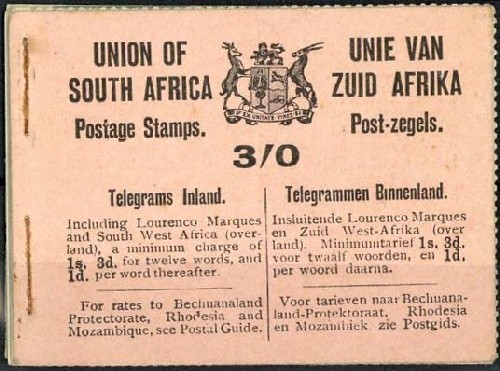 UNION OF
SOUTH AFRICA
Postage Stamps.
UNIE VAN
ZUID AFRIKA
Post-zegels.
EX UNITATE VIRES
3/0
Telegrams Inland.
Including Lourenco Marques
and South West Africa (over-
land), a minimum charge of
1s. 3d. for twelve words, and
1d. per word thereafter.
For rates to Bechuanaland
Protectorate, Rhodesia and
Mozambique, see Postal Guide.
Telegrammen Binnenland.
Insluitende Lourenco Marques
en Zuid West-Afrika (over
land). Minimumtarief 1s. 3d.
voor twaalf woorden, en 1d.
per woord daarna.
Voor tarieven naar Bechuana-
land-Protektoraat, Rhodesia
en Mozambiek zie Postgids.